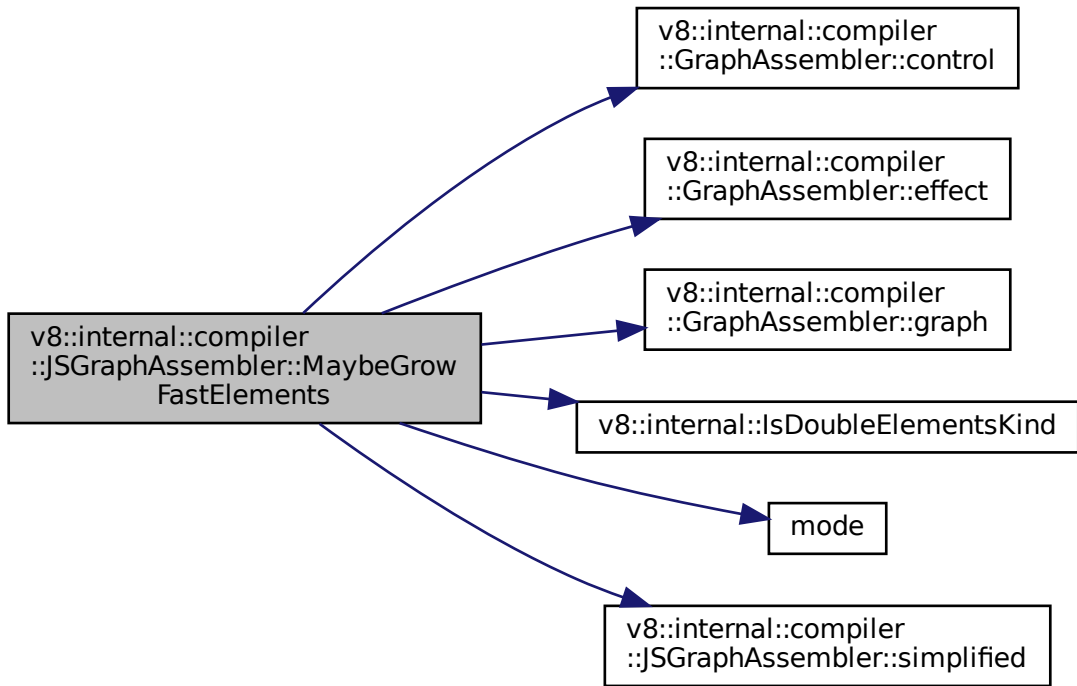 v8::internal::compiler
::GraphAssembler::control
v8::internal::compiler
::GraphAssembler::effect
v8::internal::compiler
::GraphAssembler::graph
v8::internal::compiler
::JSGraphAssembler::MaybeGrow
FastElements
v8::internal::IsDoubleElementsKind
mode
v8::internal::compiler
::JSGraphAssembler::simplified